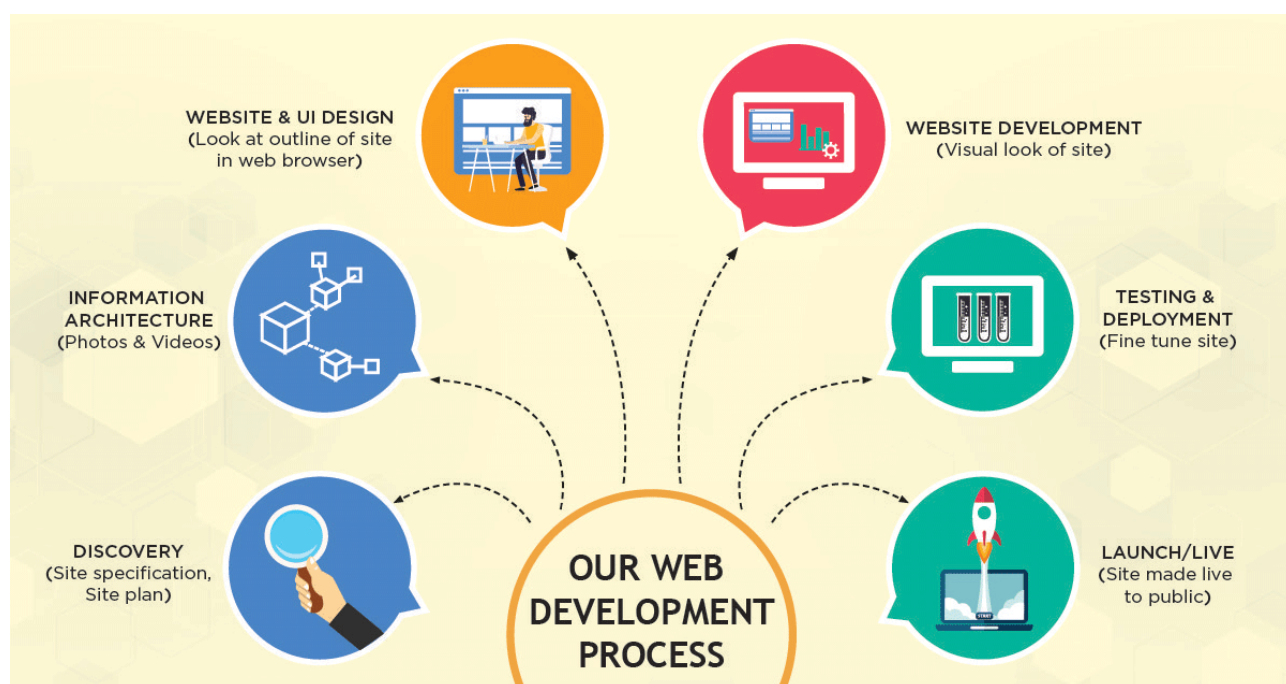 WEBSITE & UI DESIGN
(Look at outline of site
in web browser)
WEBSITE DEVELOPMENT
(Visual look of site)
INFORMATION
ARCHITECTURE
(Photos & Videos)
TESTING &
DEPLOYMENT
(Fine tune site)
DISCOVERY
(Site specification,
Site plan)
LAUNCH/LIVE
(Site made live
to public)
START
OUR WEB
DEVELOPMENT
PROCESS